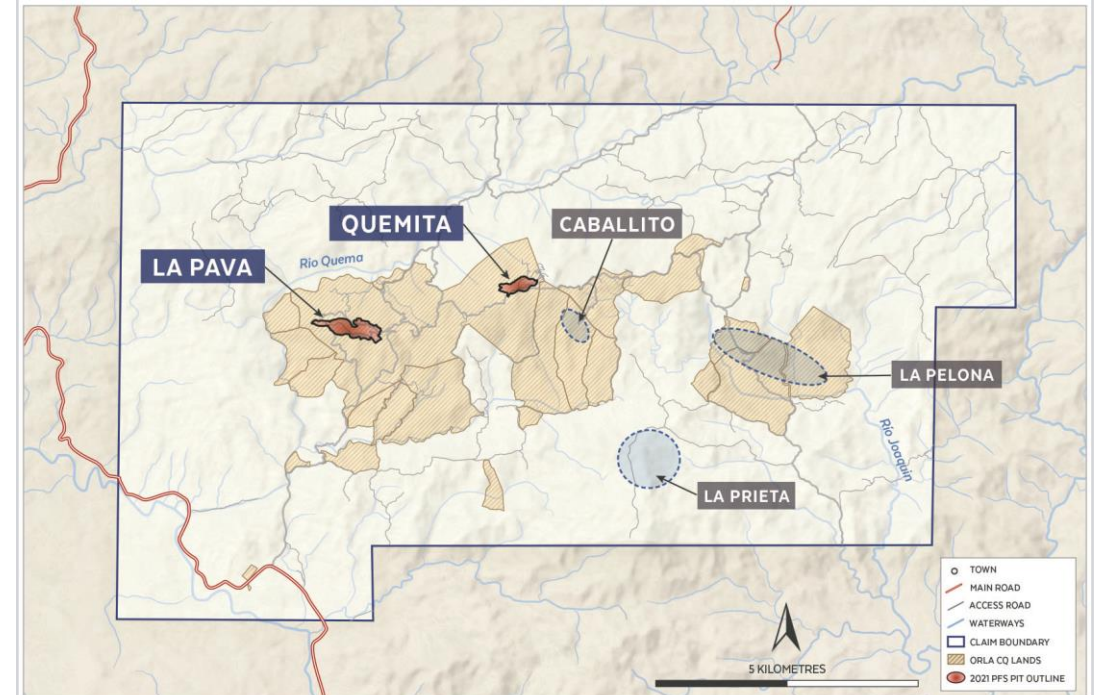 QUEMITA
CABALLITO
Rio Quema
LA PAVA
LA PELONA
Rio Joaquin
LA PRIETA
TOWN
MAIN ROAD
ACCESS ROAD
WATERWAYS
CLAIM BOUNDARY
ORLA CQ LANDS
2021 PFS PIT OUTLINE
5 KILOMETRES